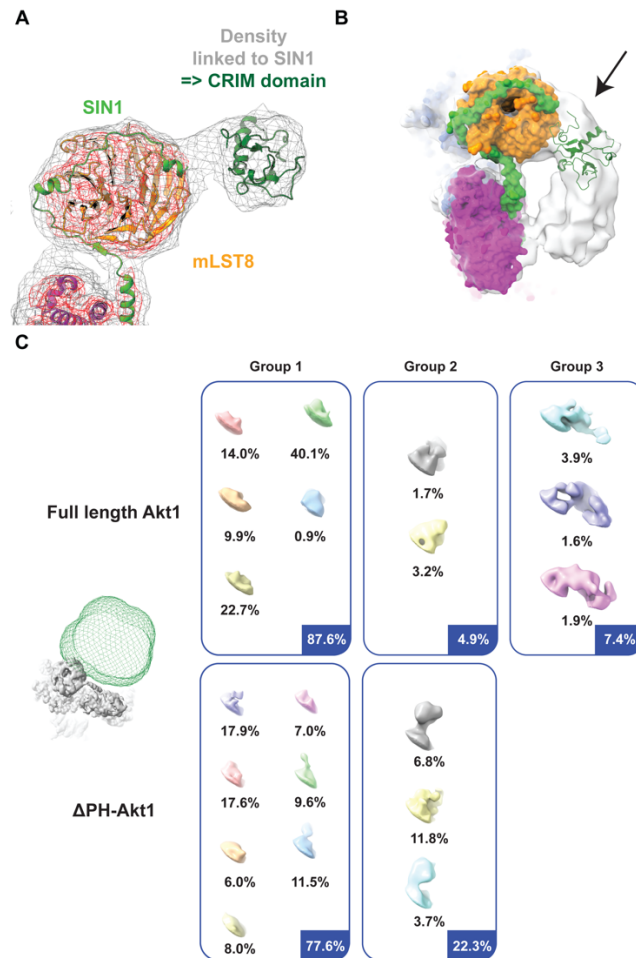 A
Density
linked to SIN1
=> CRIM domain
SIN1
mLST8
B
C
Group 1
Group 2
Group 3
Full length Akt1
14.0%
40.1%
9.9%
0.9%
22.7%
87.6%
1.7%
3.2%
4.9%
3.9%
1.6%
1.9%
7.4%
ΔPH-Akt1
17.9%
7.0%
17.6%
9.6%
6.0%
11.5%
8.0%
77.6%
6.8%
11.8%
3.7%
22.3%